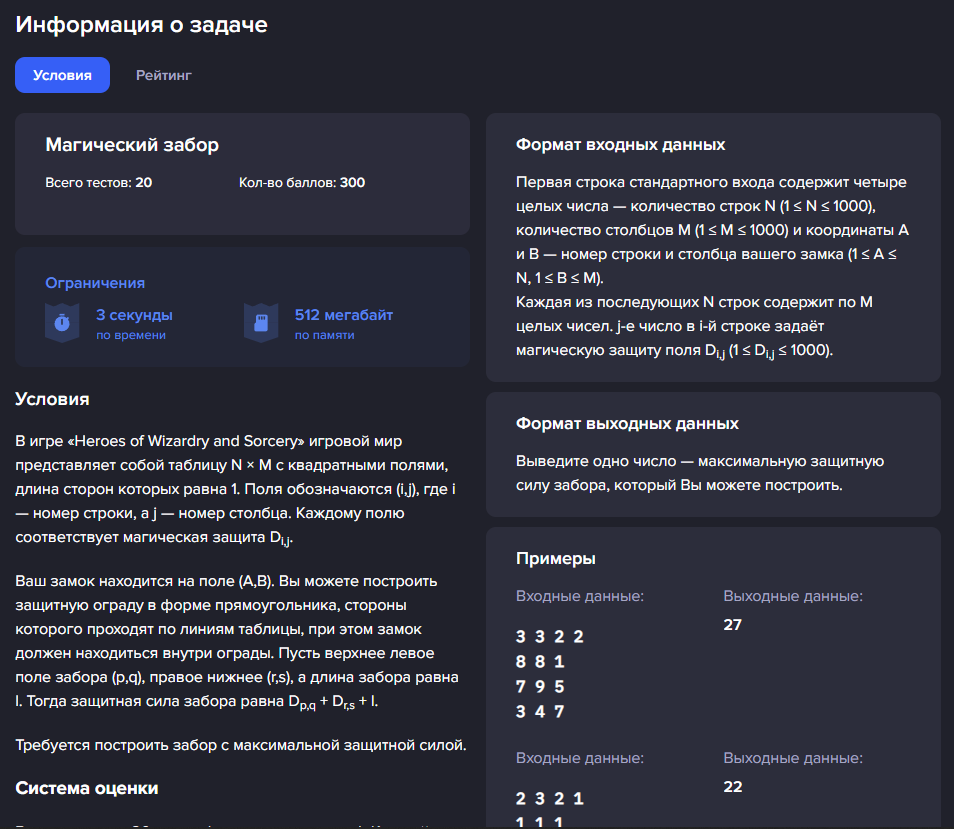 Информация о задаче
Условия
Рейтинг
Магический забор
Всего тестов: 20
Кол-во баллов: 300
Ограничения
3 секунды
по времени
512 мегабайт
по памяти
Условия
В игре «Heroes of Wizardry and Sorcery» игровой мир
представляет собой таблицу N × M с квадратными полями,
длина сторон которых равна 1. Поля обозначаются (i,j), где i
— номер строки, а j — номер столбца. Каждому полю
соответствует магическая защита Di,j.
Ваш замок находится на поле (A,B). Вы можете построить
защитную ограду в форме прямоугольника, стороны
которого проходят по линиям таблицы, при этом замок
должен находиться внутри ограды. Пусть верхнее левое
поле забора (p,q), правое нижнее (r,s), а длина забора равна
l. Тогда защитная сила забора равна Dp,q + Dr,s + l.
Требуется построить забор с максимальной защитной силой.
Система оценки
Формат входных данных
Первая строка стандартного входа содержит четыре
целых числа — количество строк N (1 ≤ N ≤ 1000),
количество столбцов M (1 ≤ M ≤ 1000) и координаты A
и B — номер строки и столбца вашего замка (1 ≤ A ≤
N, 1 ≤ B ≤ M).
Каждая из последующих N строк содержит по M
целых чисел. j-е число в i-й строке задаёт
магическую защиту поля Di,j (1 ≤ Di,j ≤ 1000).
Формат выходных данных
Выведите одно число — максимальную защитную
силу забора, который Вы можете построить.
Примеры
Входные данные:
Выходные данные:
27
3 3 2 2
8 8 1
7 9 5
3 4 7
Входные данные:
Выходные данные:
22
2 3 2 1
1 1 1